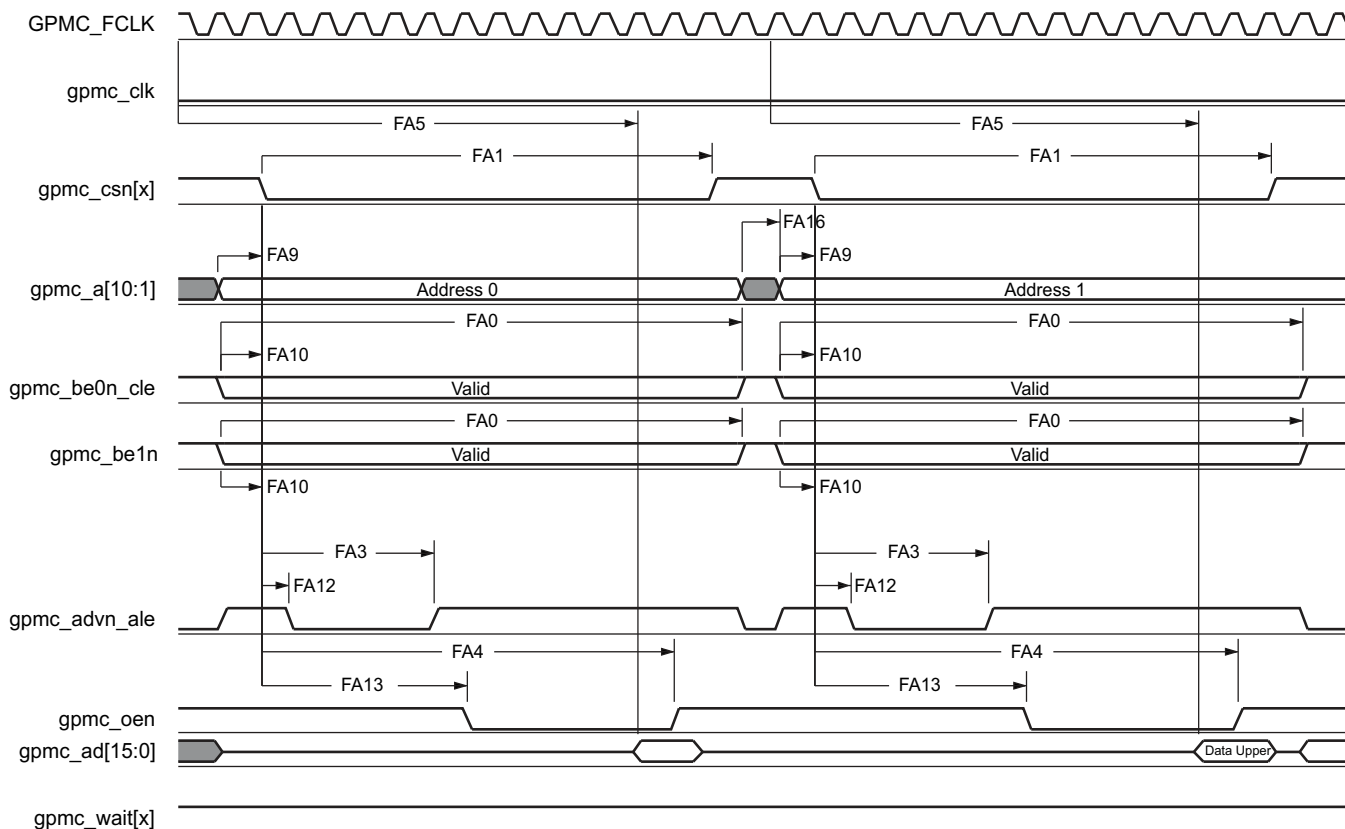 GPMC_FCLK
gpmc_clk
FA5 FA5
FA1 FA1
gpmc_csn[x]
FA16
FA9 FA9
gpmc_a[10:1] Address 0 Address 1
FA0 FA0
FA10 FA10
gpmc_be0n_cle Valid Valid
FA0 FA0
gpmc_be1n Valid Valid
FA10 FA10
FA3 FA3
FA12 FA12
gpmc_advn_ale
FA4 FA4
FA13 FA13
gpmc_oen
gpmc_ad[15:0] Data Upper
gpmc_wait[x]